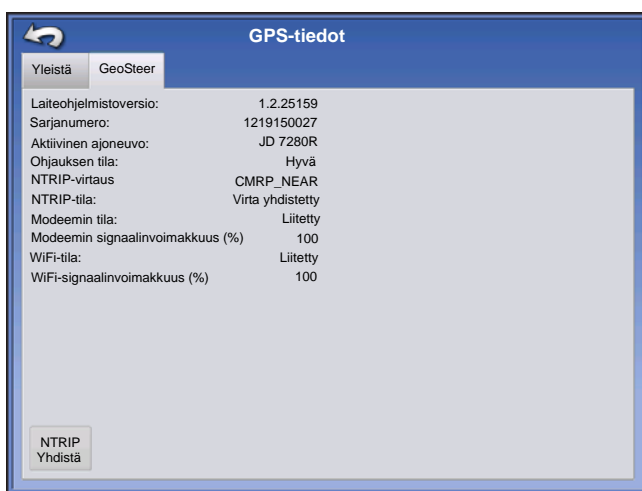 GPS-tiedot
Yleistä GeoSteer
Laiteohjelmistoversio: 1.2.25159
Sarjanumero: 1219150027
Aktiivinen ajoneuvo: JD 7280R
Ohjauksen tila: Hyvä
NTRIP-virtaus CMRP_NEAR
NTRIP-tila: Virta yhdistetty
Modeemin tila: Liitetty
Modeemin signaalinvoimakkuus (%) 100
WiFi-tila: Liitetty
WiFi-signaalinvoimakkuus (%) 100
NTRIP
Yhdistä